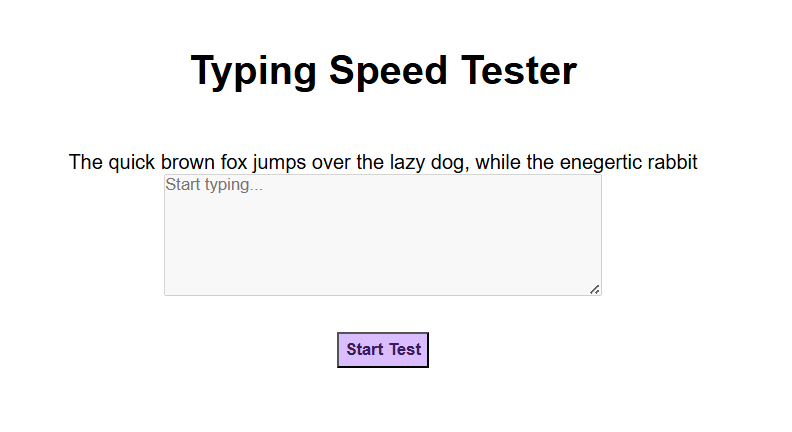 Typing Speed Tester
The quick brown fox jumps over the lazy dog, while the enegertic rabbit
Start typing...
Start Test